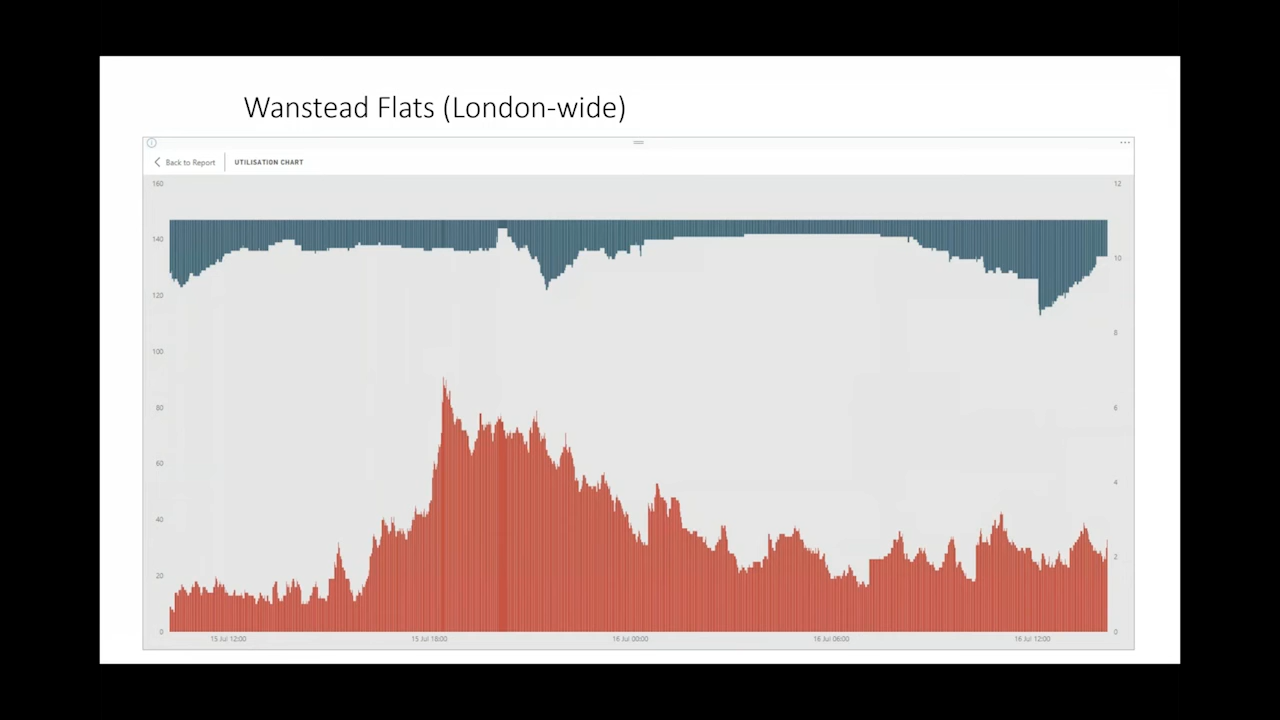 Wanstead Flats (London-wide)
Back to Report
UTILISATION CHART
160
12
140
10
120
8
100
80
6
60
4
40
2
20
0
0
15 Jul 12:00
15 Jul 18:00
16 Jul 00:00
16 Jul 06:00
16 Jul 12:00